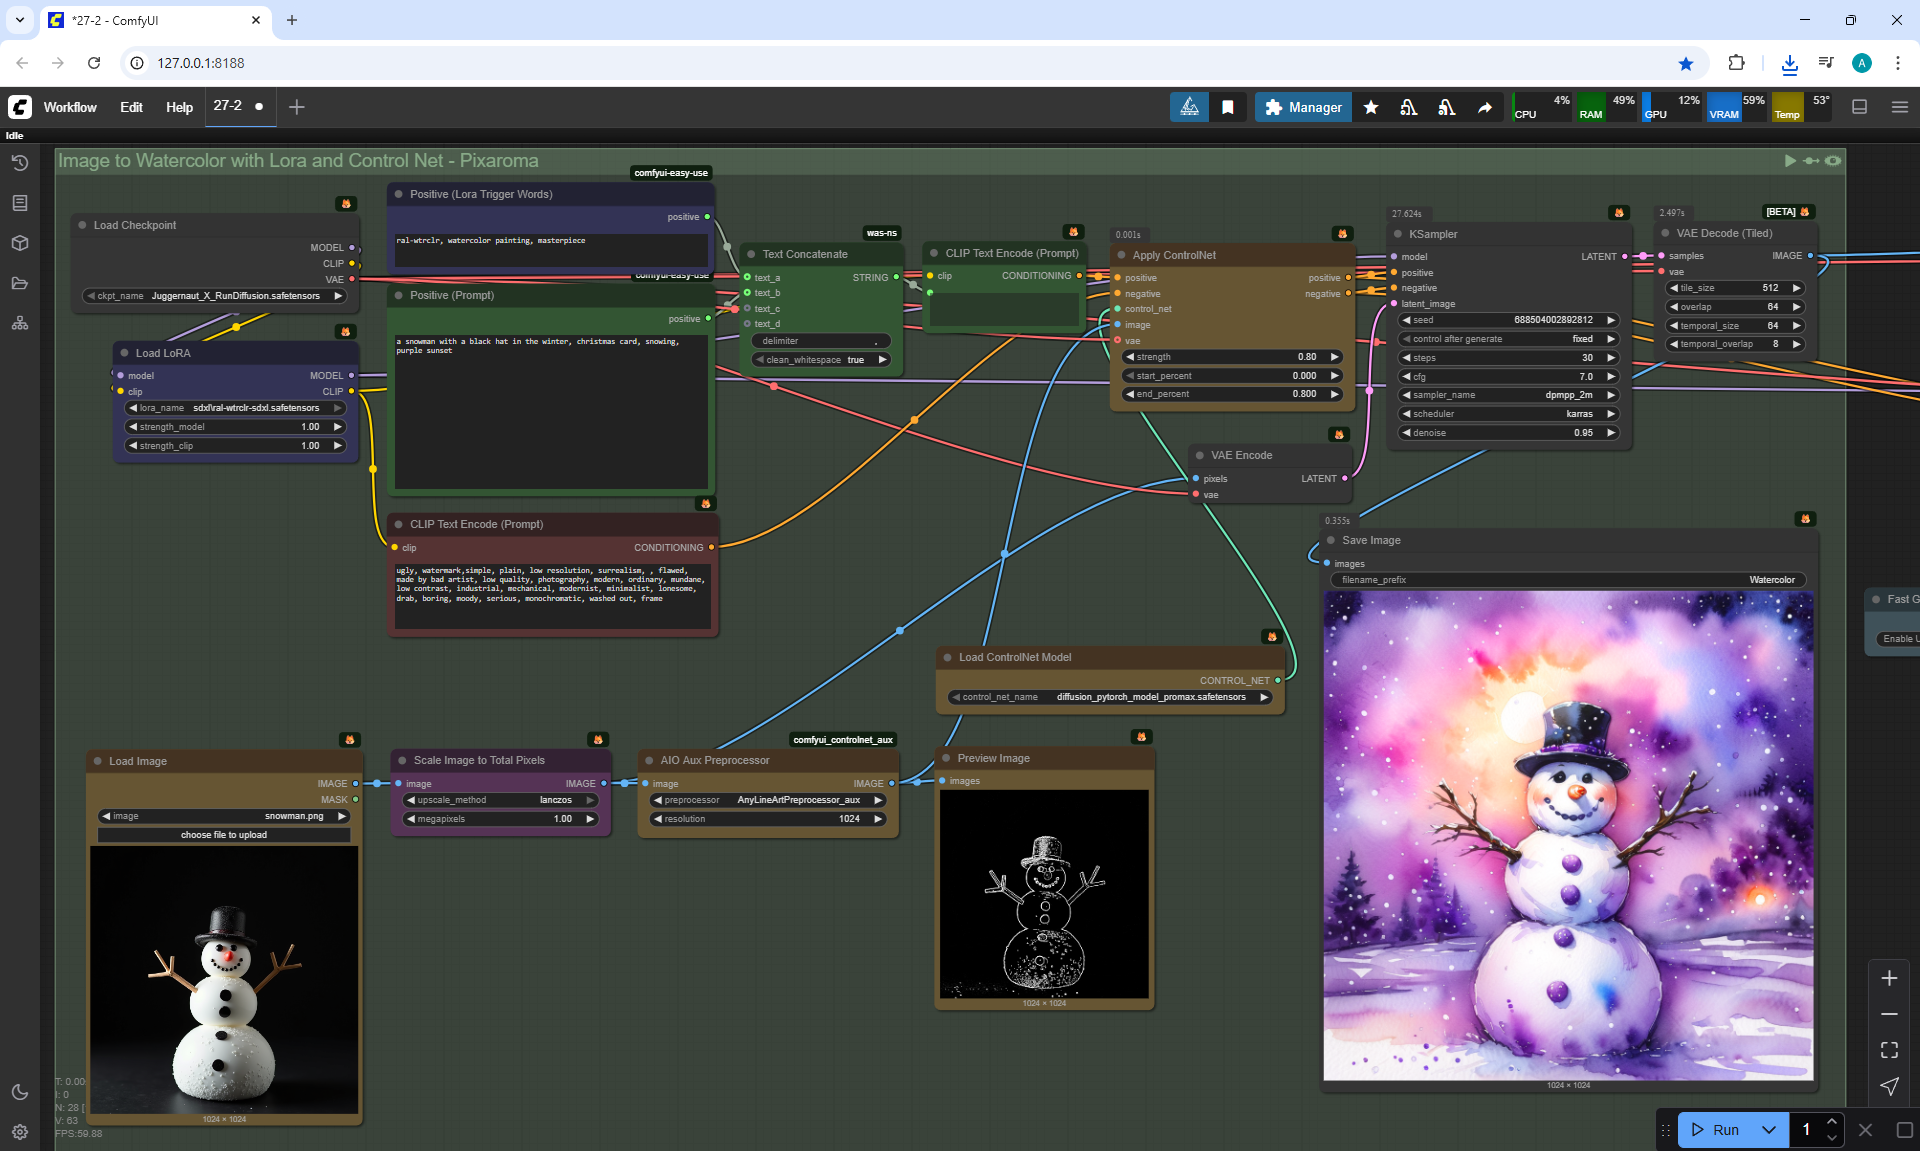 *27-2 - ComfyUI
127.0.0.1:8188
Workflow Edit Help 27-2
Manager
CPU 4% RAM 49% GPU 12% VRAM 59% Temp 53°
Idle
Image to Watercolor with Lora and Control Net - Pixaroma
Load Checkpoint
MODEL
CLIP
VAE
ckpt_name Juggernaut_X_RunDiffusion.safetensors
Load LoRA
model MODEL
clip CLIP
lora_name sdxl\ral-wtrclr-sdxl.safetensors
strength_model 1.00
strength_clip 1.00
comfyui-easy-use
Positive (Lora Trigger Words)
positive
ral-wtrclr, watercolor painting, masterpiece
comfyui-easy-use
Positive (Prompt)
positive
a snowman with a black hat in the winter, christmas card, snowing,
purple sunset
CLIP Text Encode (Prompt)
clip CONDITIONING
ugly, watermark,simple, plain, low resolution, surrealism, , flawed,
made by bad artist, low quality, photography, modern, ordinary, mundane,
low contrast, industrial, mechanical, modernist, minimalist, lonesome,
drab, boring, moody, serious, monochromatic, washed out, frame
was-ns
Text Concatenate
text_a STRING
text_b
text_c
text_d
delimiter ,
clean_whitespace true
CLIP Text Encode (Prompt)
clip CONDITIONING
0.001s
Apply ControlNet
positive positive
negative negative
control_net
image
vae
strength 0.80
start_percent 0.000
end_percent 0.800
27.624s
KSampler
model LATENT
positive
negative
latent_image
seed 688504002892812
control after generate fixed
steps 30
cfg 7.0
sampler_name dpmpp_2m
scheduler karras
denoise 0.95
2.497s
[BETA]
VAE Decode (Tiled)
samples IMAGE
vae
tile_size 512
overlap 64
temporal_size 64
temporal_overlap 8
VAE Encode
pixels LATENT
vae
0.355s
Save Image
images
filename_prefix Watercolor
1024 × 1024
Fast G
Enable U
Load ControlNet Model
CONTROL_NET
control_net_name diffusion_pytorch_model_promax.safetensors
Load Image
IMAGE
MASK
image snowman.png
choose file to upload
1024 × 1024
Scale Image to Total Pixels
image IMAGE
upscale_method lanczos
megapixels 1.00
comfyui_controlnet_aux
AIO Aux Preprocessor
image IMAGE
preprocessor AnyLineArtPreprocessor_aux
resolution 1024
Preview Image
images
1024 × 1024
T: 0.00
I: 0
N: 28 [
V: 63
FPS:59.88
Run 1
A